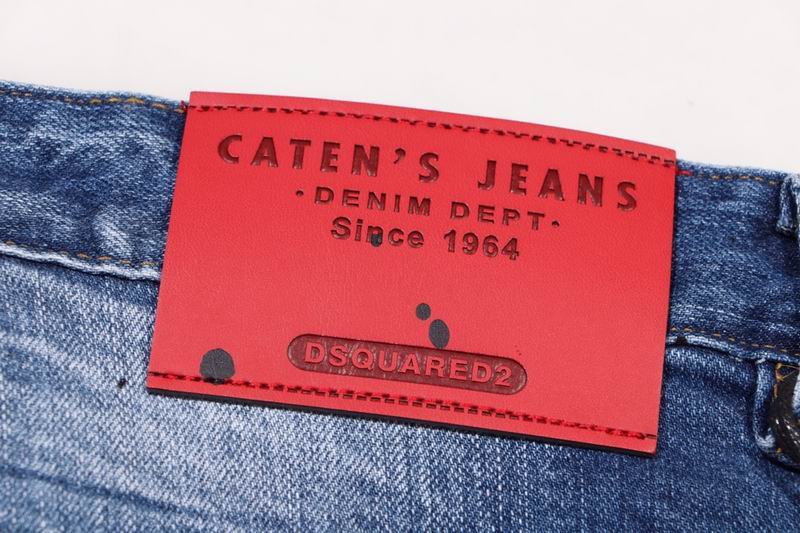 CATEN'S JEANS
·DENIM DEPT·
Since 1964
DSQUARED2